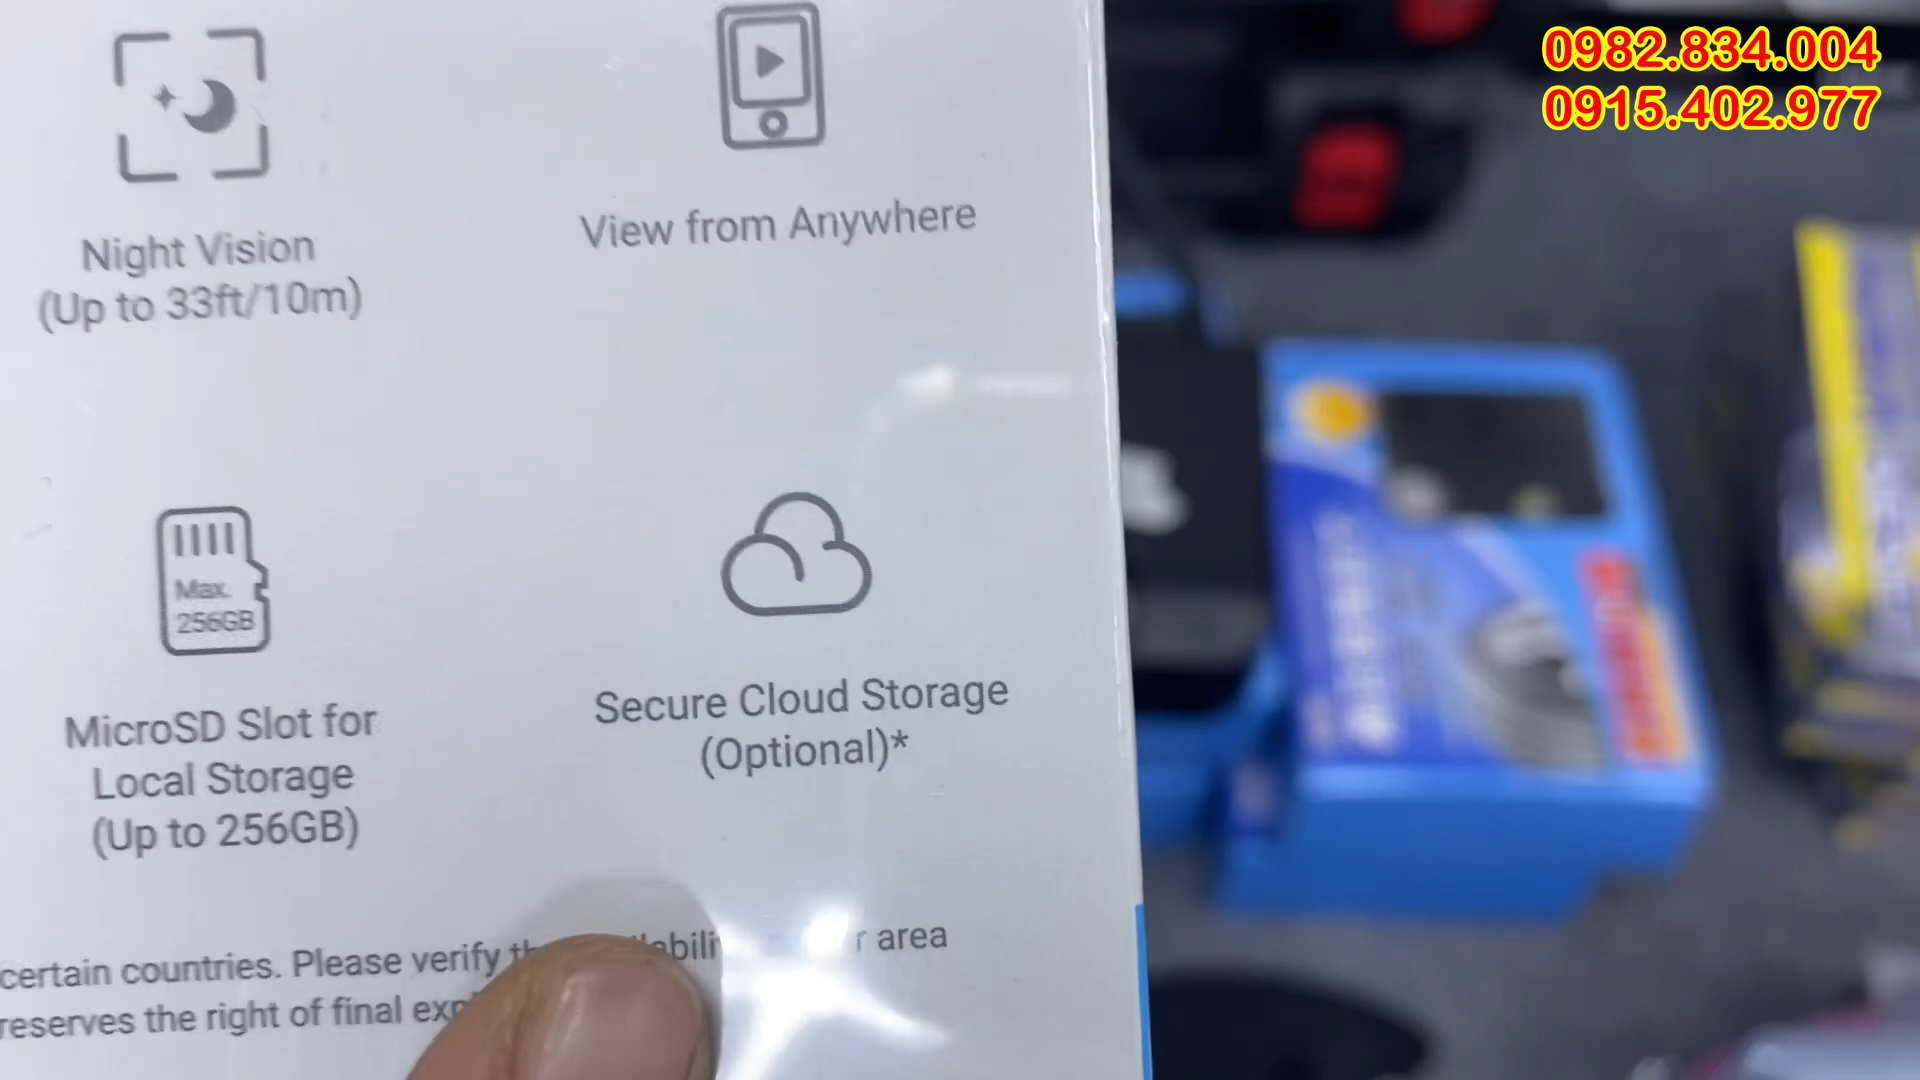 0982.834.004
0915.402.977
Night Vision
(Up to 33ft/10m)
View from Anywhere
Max.
256GB
MicroSD Slot for
Local Storage
(Up to 256GB)
Secure Cloud Storage
(Optional)*
certain countries. Please verify area
reserves the right of final